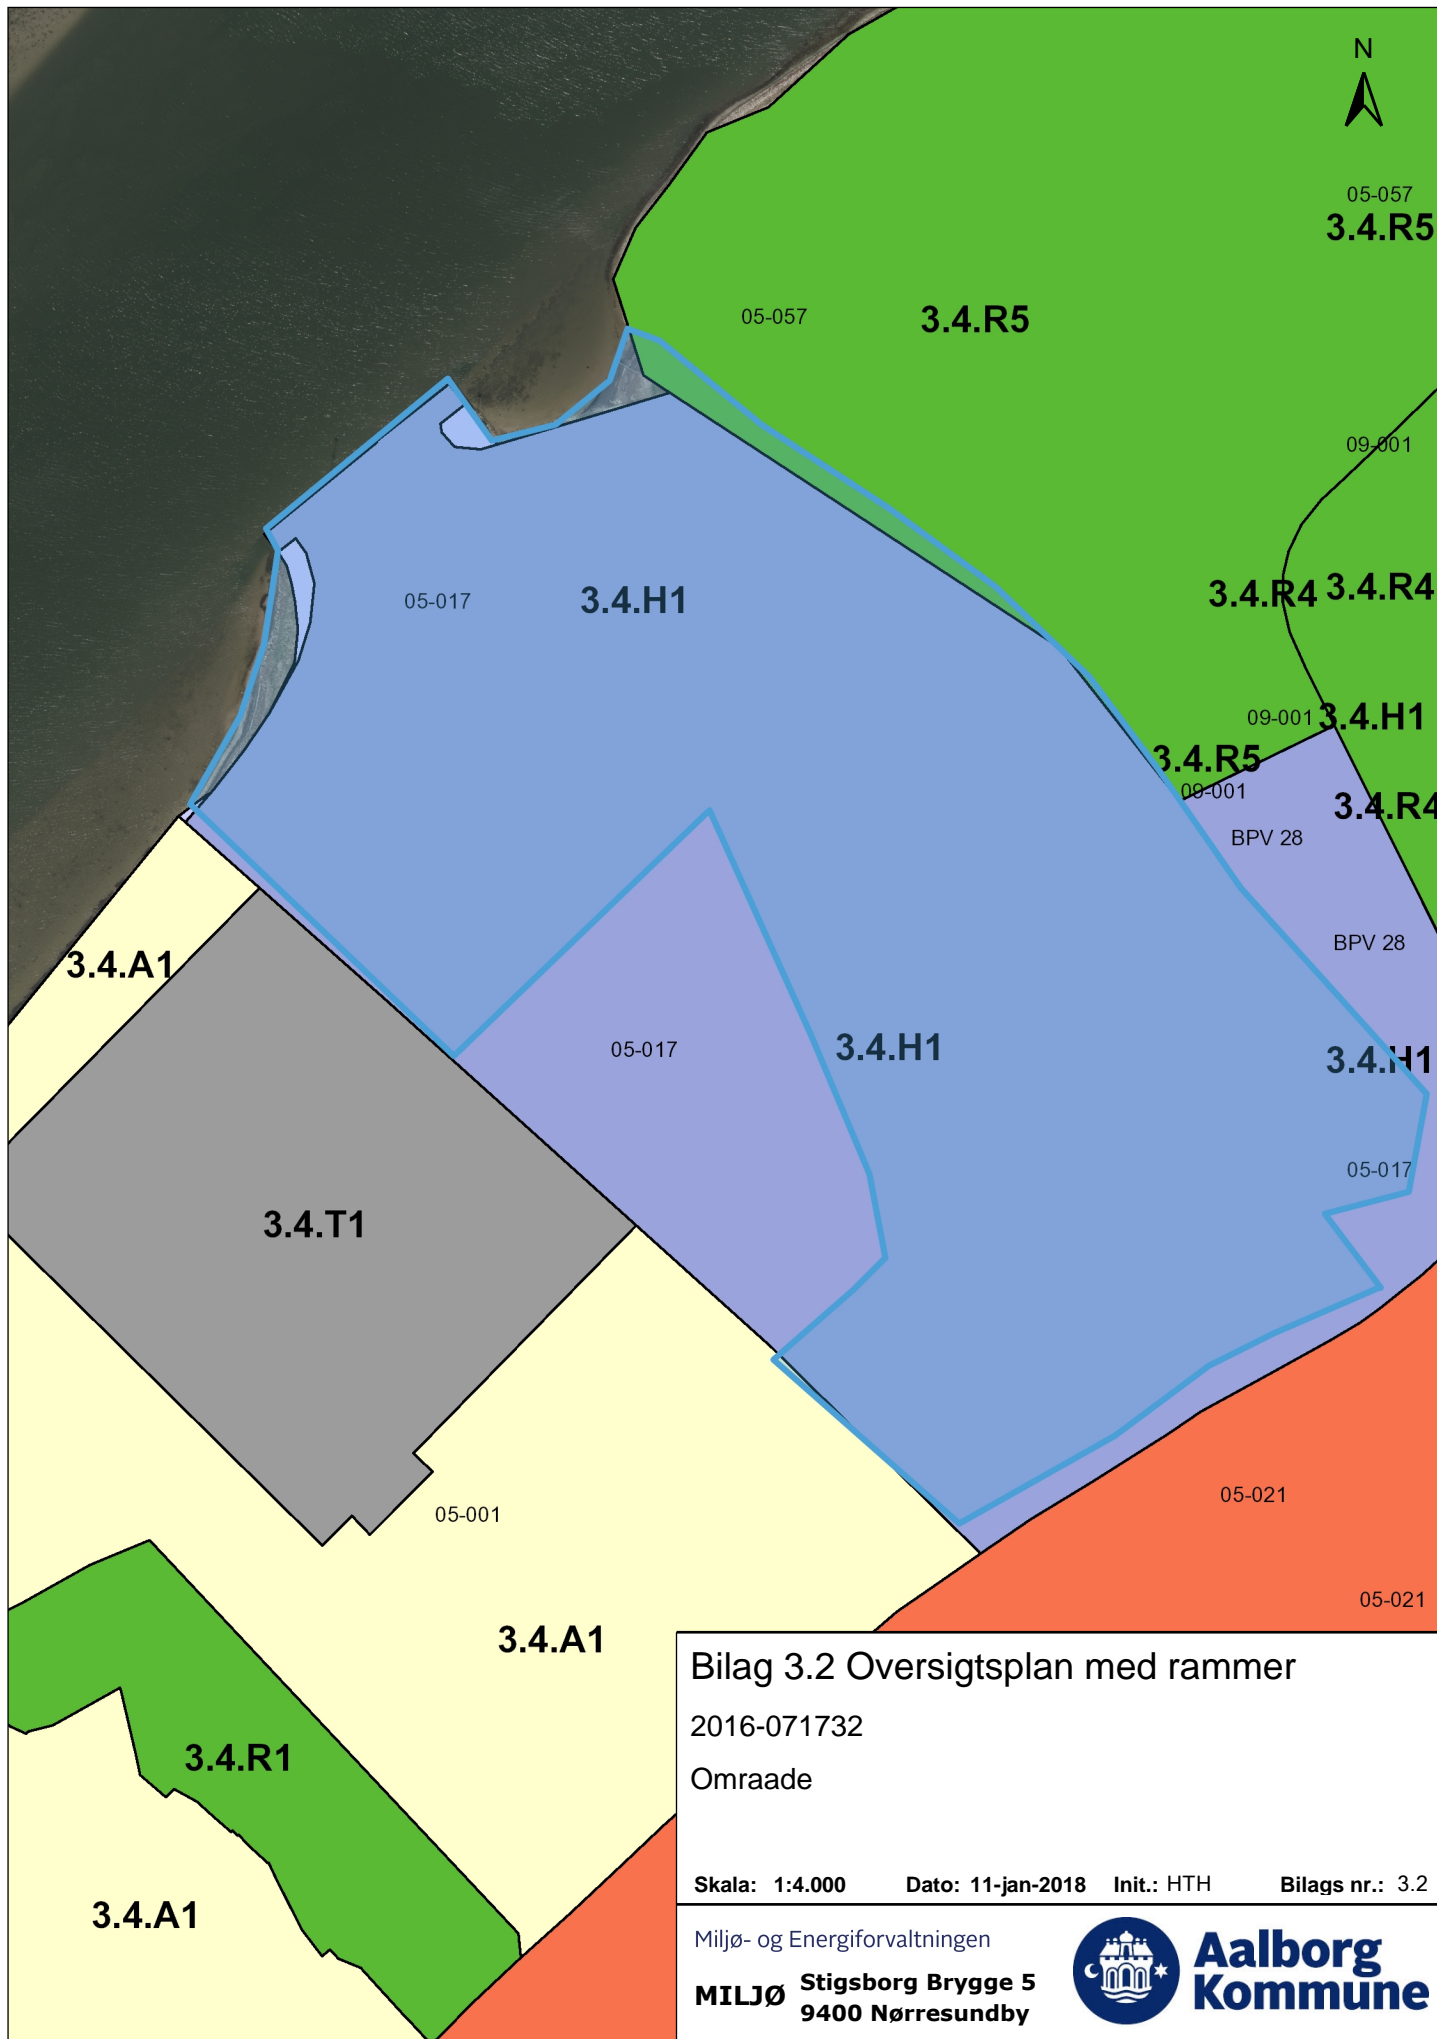 N
05-057
3.4.R5
05-057
3.4.R5
09-001
3.4.R4
3.4.R4
05-017
3.4.H1
09-001
3.4.H1
3.4.R5
09-001
3.4.R4
BPV 28
BPV 28
3.4.A1
05-017
3.4.H1
3.4.H1
05-017
3.4.T1
05-001
05-021
05-021
3.4.A1
3.4.R1
3.4.A1
Bilag 3.2 Oversigtsplan med rammer
2016-071732
Omraade
Skala: 1:4.000 Dato: 11-jan-2018 Init.: HTH Bilags nr.: 3.2
Miljø- og Energiforvaltningen
MILJØ
Stigsborg Brygge 5
9400 Nørresundby
Aalborg
Kommune